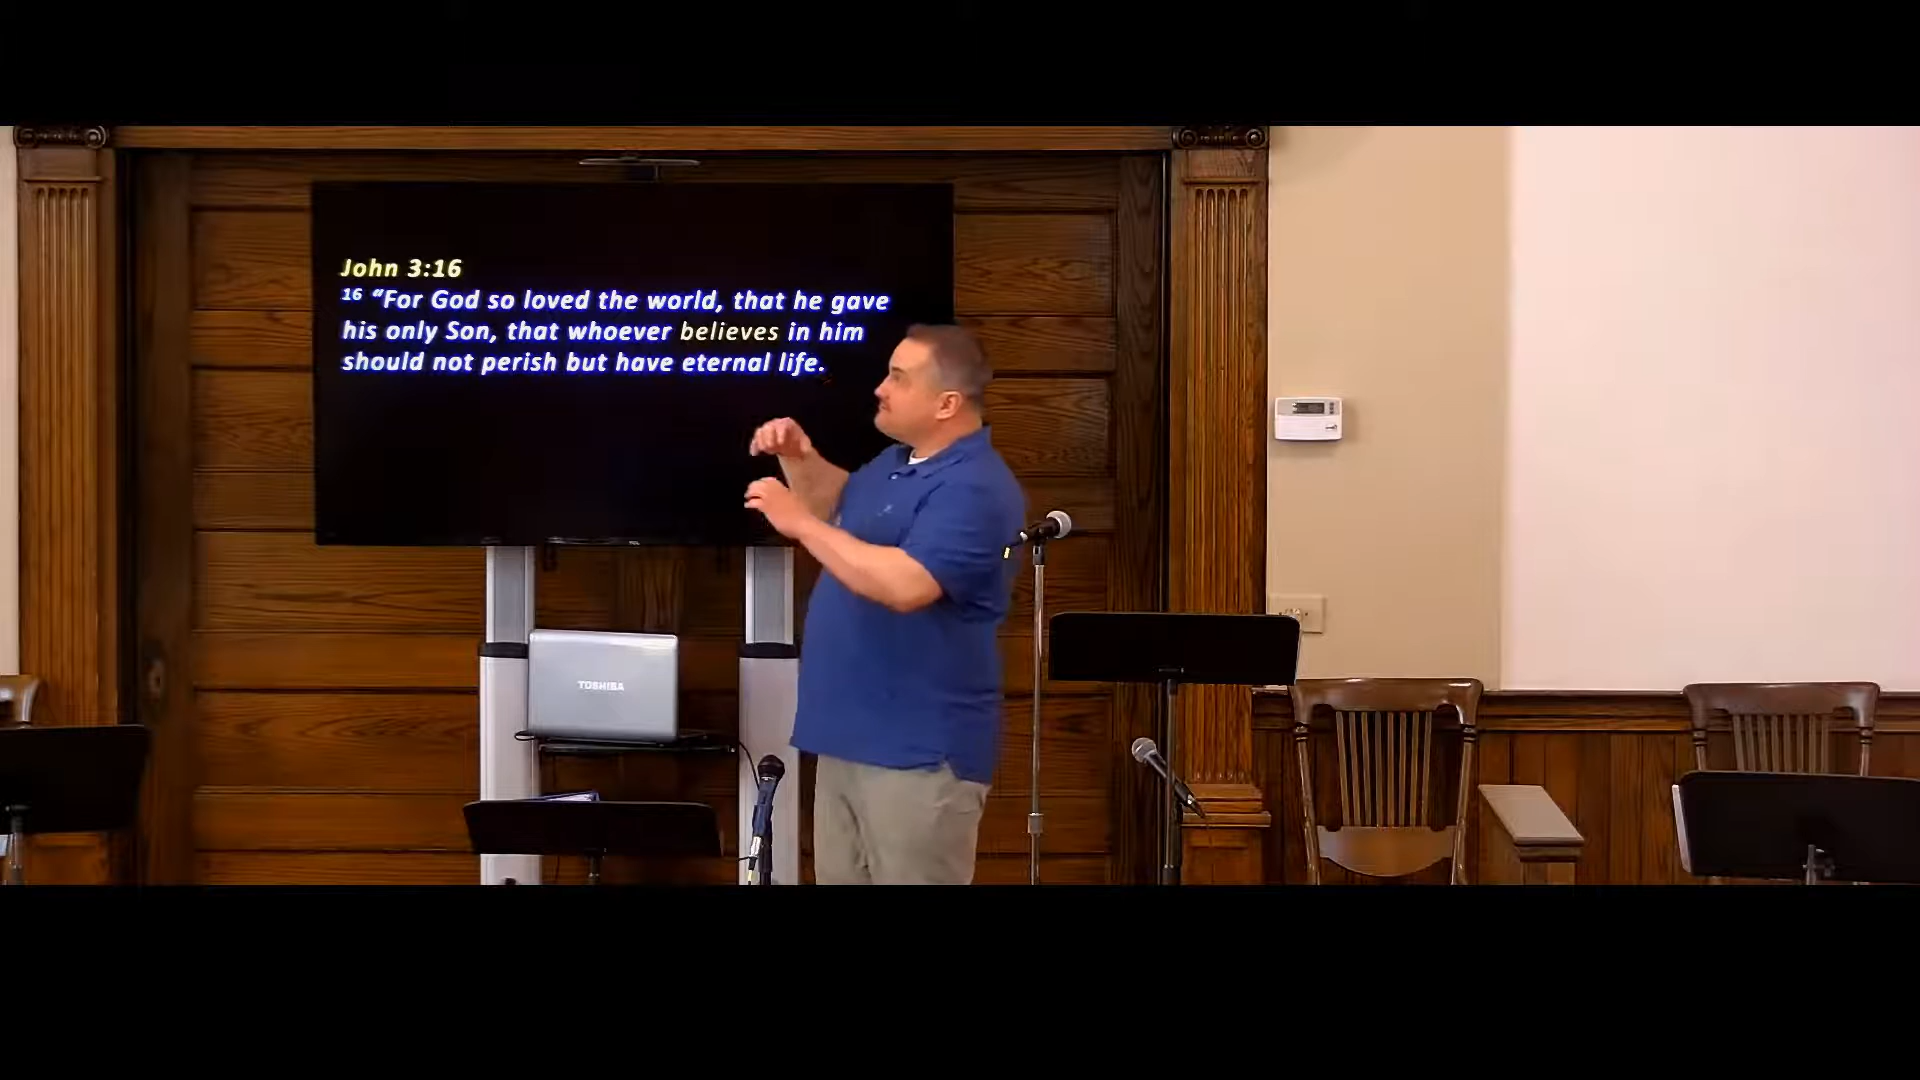 John 3:16
16 “For God so loved the world, that he gave
his only Son, that whoever believes in him
should not perish but have eternal life.
TOSHIBA